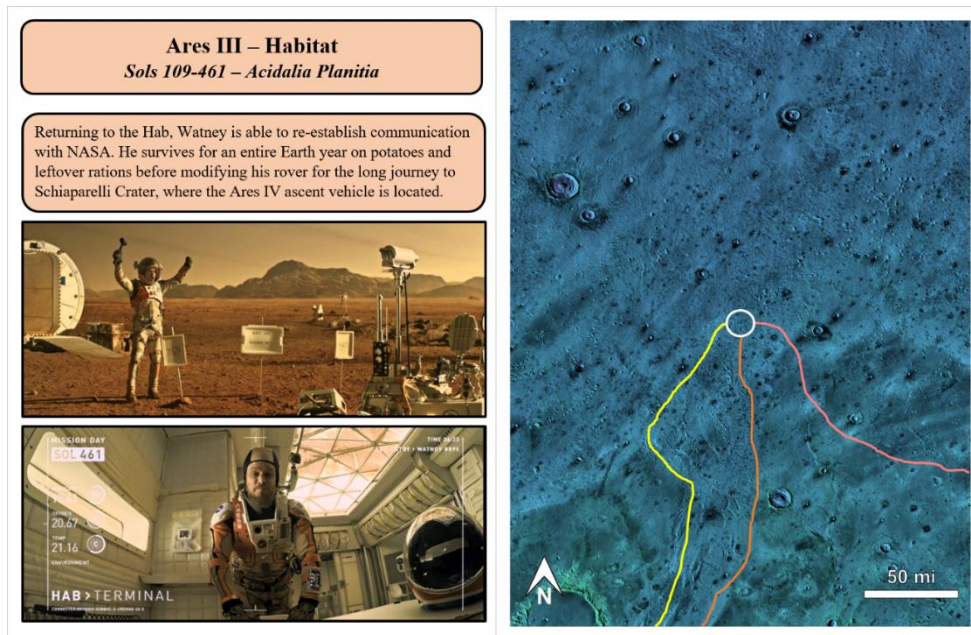 Ares III – Habitat
Sols 109-461 – Acidalia Planitia
Returning to the Hab, Watney is able to re-establish communication
with NASA. He survives for an entire Earth year on potatoes and
leftover rations before modifying his rover for the long journey to
Schiaparelli Crater, where the Ares IV ascent vehicle is located.
MISSION DAY
SOL 461
20.67
TEMP
21.16
ENVIRONMENT
HAB>TERMINAL
N
50 mi